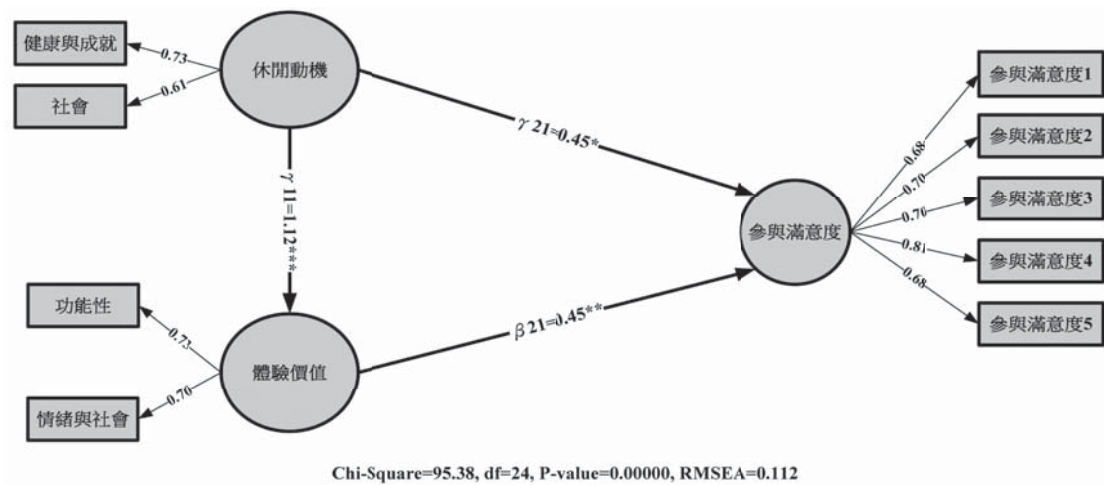 健康與成就
0.73
休閒動機
社會
0.61
γ 21=0.45*
γ 11=1.12***
參與滿意度1
0.68
參與滿意度2
0.70
參與滿意度3
0.70
參與滿意度
參與滿意度4
0.81
參與滿意度5
0.68
功能性
0.73
體驗價值
情緒與社會
0.70
β 21=0.45**
Chi-Square=95.38, df=24, P-value=0.00000, RMSEA=0.112